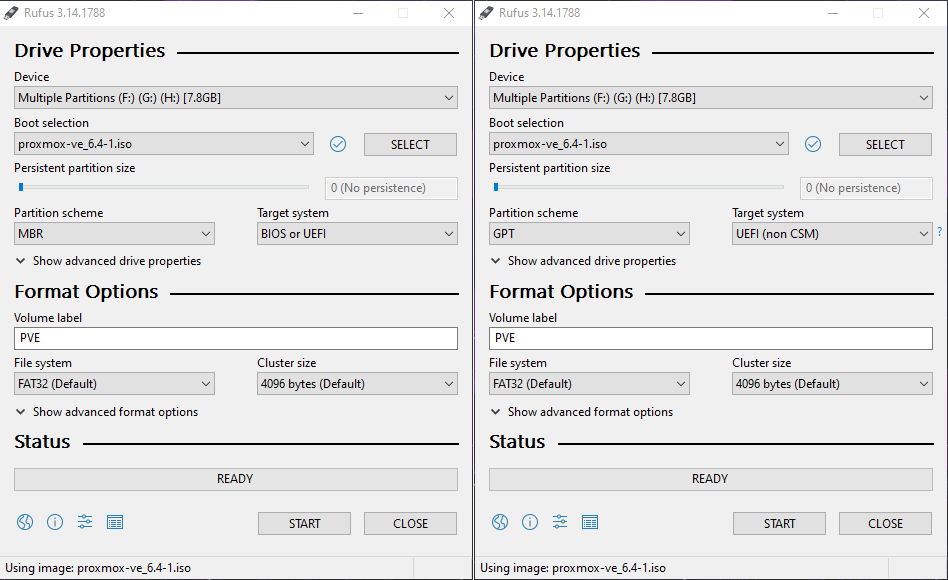 Rufus 3.14.1788
Drive Properties
Device
Multiple Partitions (F:) (G:) (H:) [7.8GB]
Boot selection
proxmox-ve_6.4-1.iso
SELECT
Persistent partition size
0 (No persistence)
Partition scheme
Target system
MBR
BIOS or UEFI
Show advanced drive properties
Format Options
Volume label
PVE
File system
Cluster size
FAT32 (Default)
4096 bytes (Default)
Show advanced format options
Status
READY
START
CLOSE
Using image: proxmox-ve_6.4-1.iso
Rufus 3.14.1788
Drive Properties
Device
Multiple Partitions (F:) (G:) (H:) [7.8GB]
Boot selection
proxmox-ve_6.4-1.iso
SELECT
Persistent partition size
0 (No persistence)
Partition scheme
Target system
GPT
UEFI (non CSM)
?
Show advanced drive properties
Format Options
Volume label
PVE
File system
Cluster size
FAT32 (Default)
4096 bytes (Default)
Show advanced format options
Status
READY
START
CLOSE
Using image: proxmox-ve_6.4-1.iso